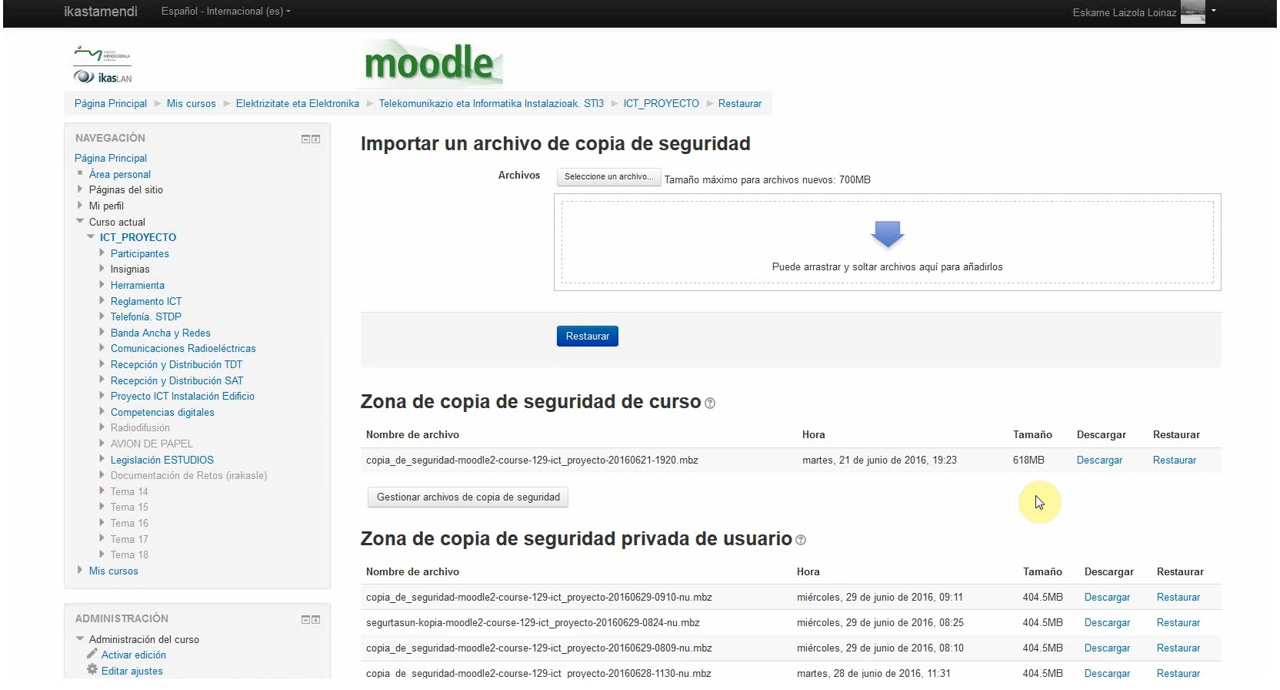 ikastamendi Español - Internacional (es) Eskarne Laizola Loinaz
ikasLAN
moodle
Página Principal Mis cursos Elektrizitate eta Elektronika Telekomunikazio eta Informatika Instalazioak. STI3 ICT_PROYECTO Restaurar
NAVEGACIÓN
Página Principal
Área personal
Páginas del sitio
Mi perfil
Curso actual
ICT_PROYECTO
Participantes
Insignias
Herramienta
Reglamento ICT
Telefonía. STDP
Banda Ancha y Redes
Comunicaciones Radioeléctricas
Recepción y Distribución TDT
Recepción y Distribución SAT
Proyecto ICT Instalación Edificio
Competencias digitales
Radiodifusión
AVION DE PAPEL
Legislación ESTUDIOS
Documentación de Retos (irakasle)
Tema 14
Tema 15
Tema 16
Tema 17
Tema 18
Mis cursos
ADMINISTRACIÓN
Administración del curso
Activar edición
Editar ajustes
Importar un archivo de copia de seguridad
Archivos Seleccione un archivo... Tamaño máximo para archivos nuevos: 700MB
Puede arrastrar y soltar archivos aquí para añadirlos
Restaurar
Zona de copia de seguridad de curso
Nombre de archivo Hora Tamaño Descargar Restaurar
copia_de_seguridad-moodle2-course-129-ict_proyecto-20160621-1920.mbz martes, 21 de junio de 2016, 19:23 618MB Descargar Restaurar
Gestionar archivos de copia de seguridad
Zona de copia de seguridad privada de usuario
Nombre de archivo Hora Tamaño Descargar Restaurar
copia_de_seguridad-moodle2-course-129-ict_proyecto-20160629-0910-nu.mbz miércoles, 29 de junio de 2016, 09:11 404.5MB Descargar Restaurar
segurtasun-kopia-moodle2-course-129-ict_proyecto-20160629-0824-nu.mbz miércoles, 29 de junio de 2016, 08:25 404.5MB Descargar Restaurar
copia_de_seguridad-moodle2-course-129-ict_proyecto-20160629-0809-nu.mbz miércoles, 29 de junio de 2016, 08:10 404.5MB Descargar Restaurar
copia_de_seguridad-moodle2-course-129-ict_proyecto-20160628-1130-nu.mbz martes, 28 de junio de 2016, 11:31 404.5MB Descargar Restaurar